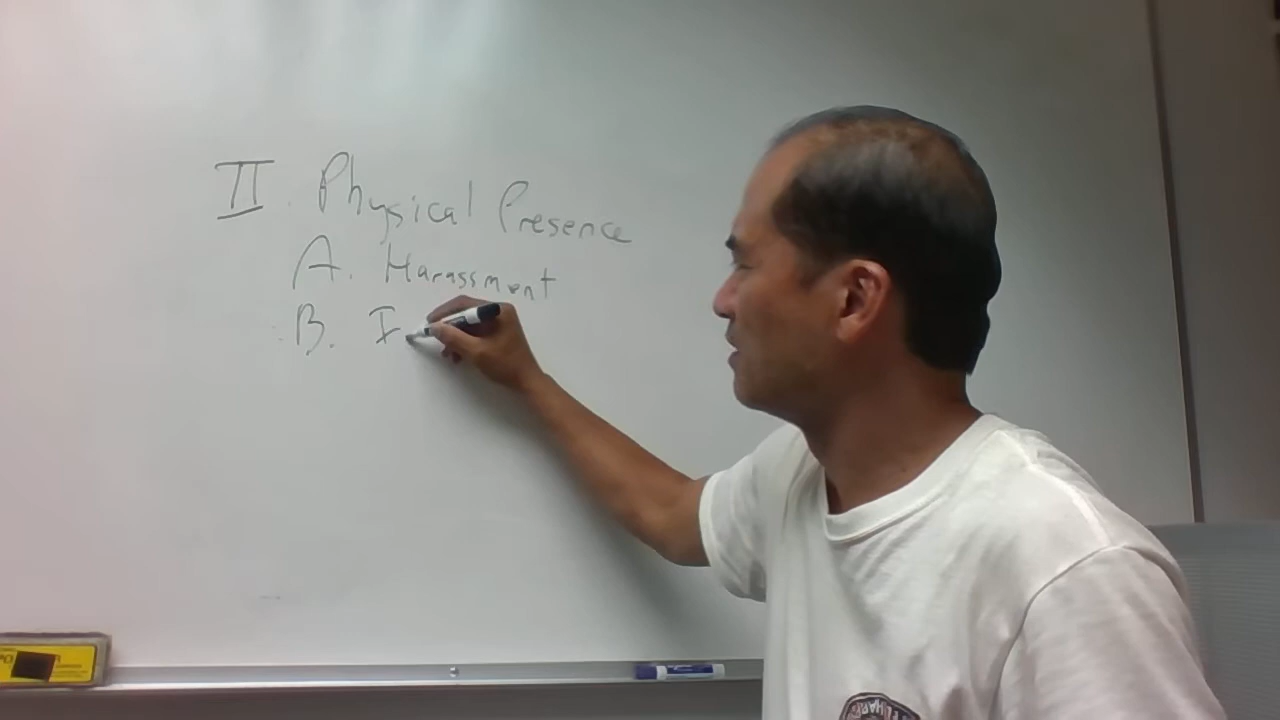 II. Physical Presence
A. Harassment
B. I